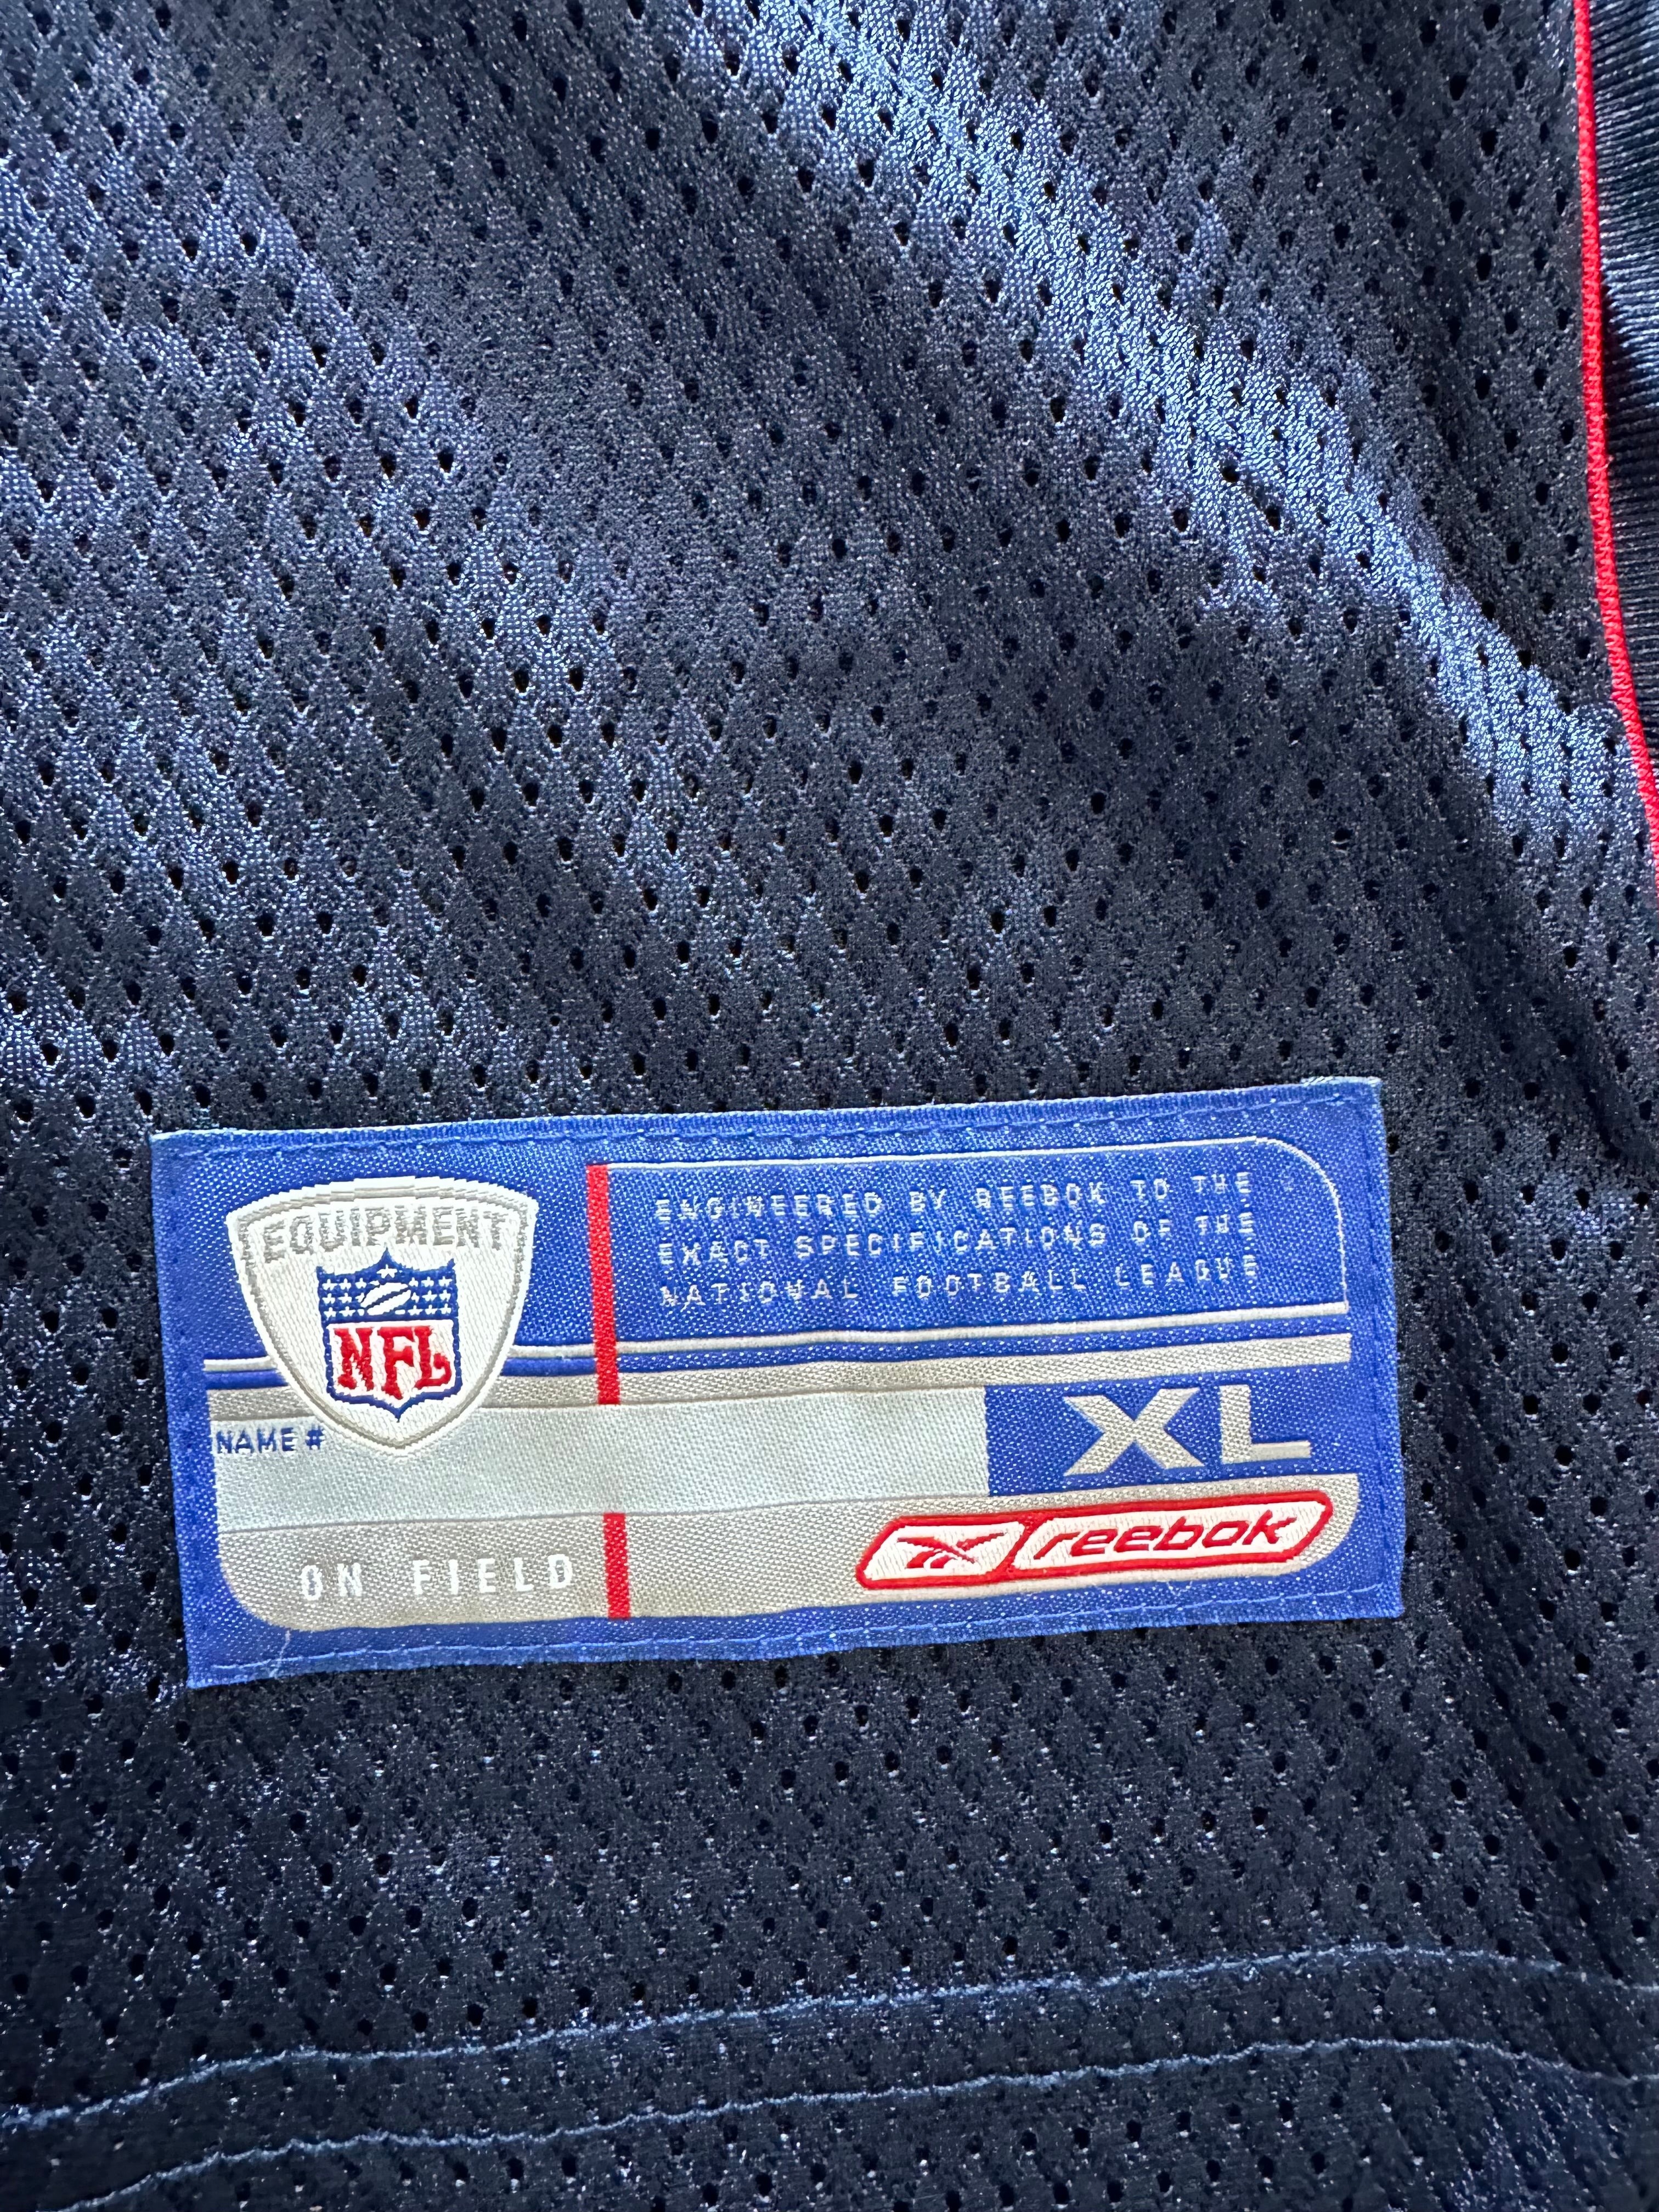 EQUIPMENT
NFL
ENGINEERED BY REEBOK TO THE
EXACT SPECIFICATIONS OF THE
NATIONAL FOOTBALL LEAGUE
NAME #
XL
ON FIELD
reebok